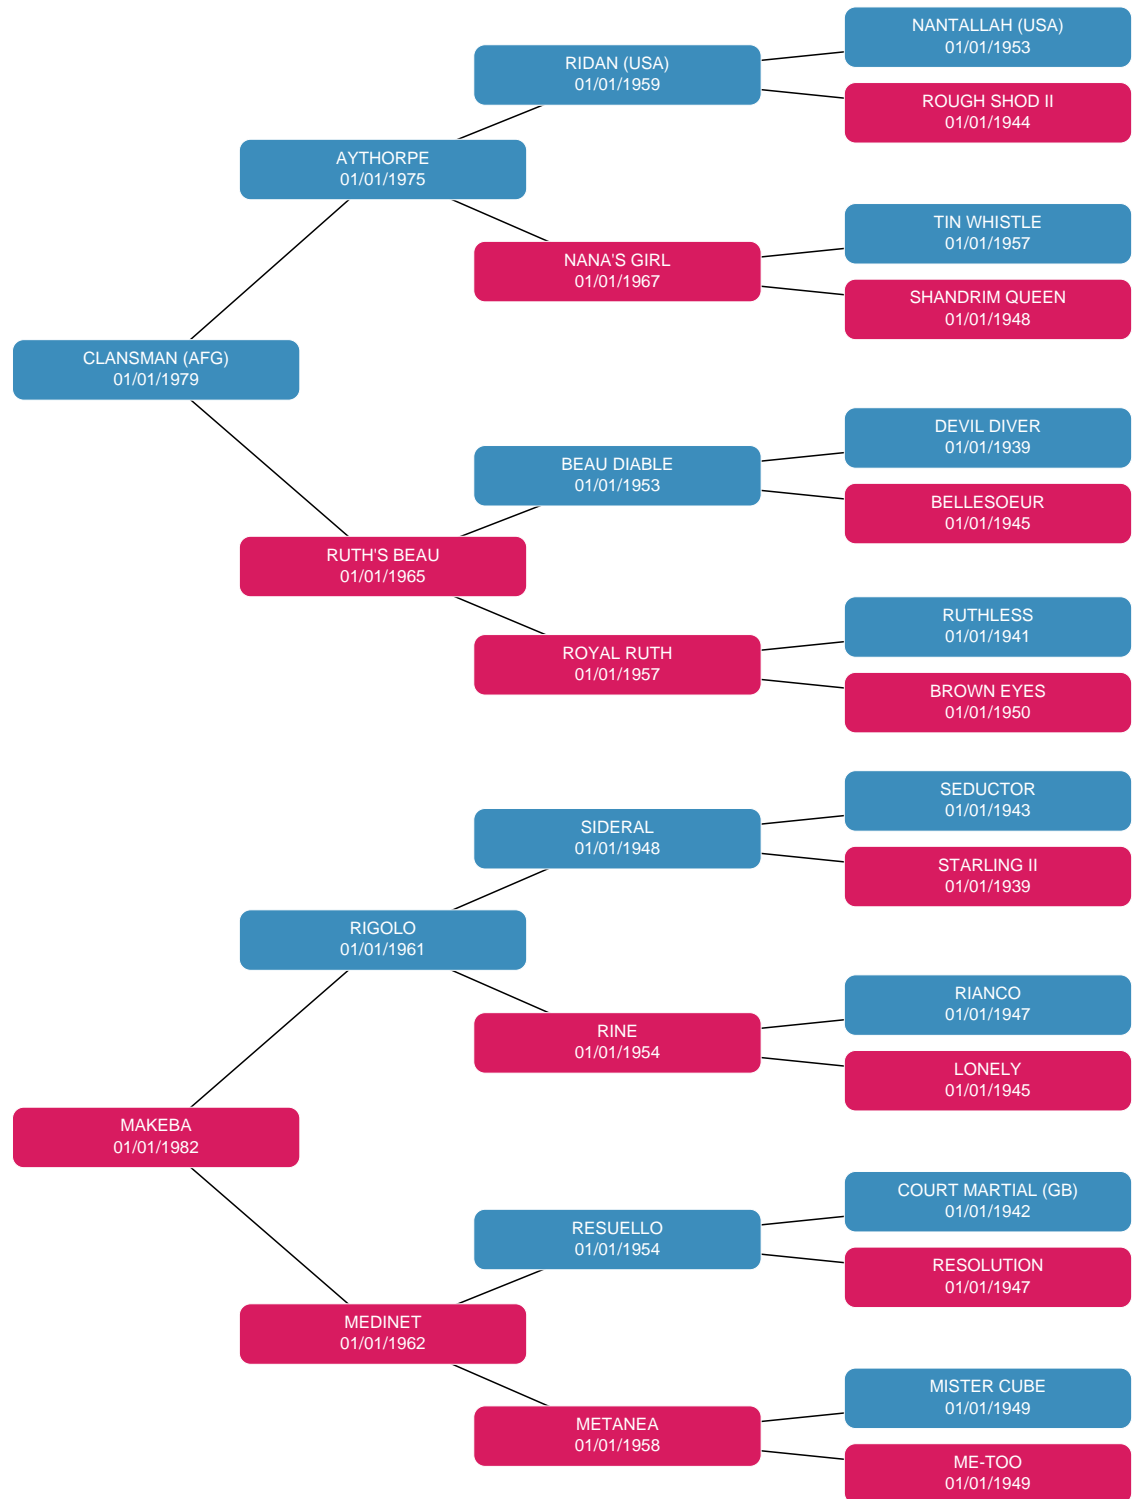 NANTALLAH (USA)
01/01/1953
RIDAN (USA)
01/01/1959
ROUGH SHOD II
01/01/1944
AYTHORPE
01/01/1975
TIN WHISTLE
01/01/1957
NANA'S GIRL
01/01/1967
SHANDRIM QUEEN
01/01/1948
CLANSMAN (AFG)
01/01/1979
DEVIL DIVER
01/01/1939
BEAU DIABLE
01/01/1953
BELLESOEUR
01/01/1945
RUTH'S BEAU
01/01/1965
RUTHLESS
01/01/1941
ROYAL RUTH
01/01/1957
BROWN EYES
01/01/1950
SEDUCTOR
01/01/1943
SIDERAL
01/01/1948
STARLING II
01/01/1939
RIGOLO
01/01/1961
RIANCO
01/01/1947
RINE
01/01/1954
LONELY
01/01/1945
MAKEBA
01/01/1982
COURT MARTIAL (GB)
01/01/1942
RESUELLO
01/01/1954
RESOLUTION
01/01/1947
MEDINET
01/01/1962
MISTER CUBE
01/01/1949
METANEA
01/01/1958
ME-TOO
01/01/1949